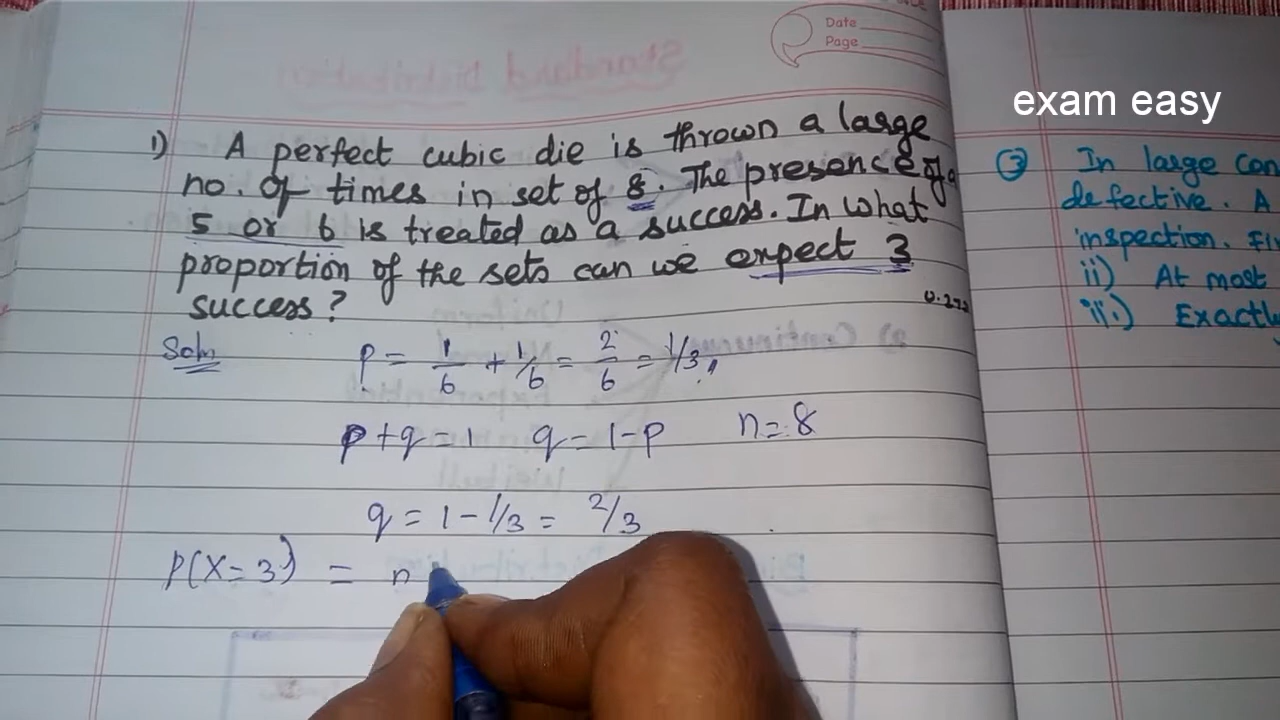 Date
Page
exam easy
1) A perfect cubic die is thrown a large
no. of times in set of 8. The presence of a
5 or 6 is treated as a success. In what
proportion of the sets can we expect 3
success?
Soln
p = 1/6 + 1/6 = 2/6 = 1/3
p + q = 1 q = 1 - p n = 8
q = 1 - 1/3 = 2/3
P(X = 3) = n
3 In large con
defective. A
inspection.
ii) At most
iii.) Exactly